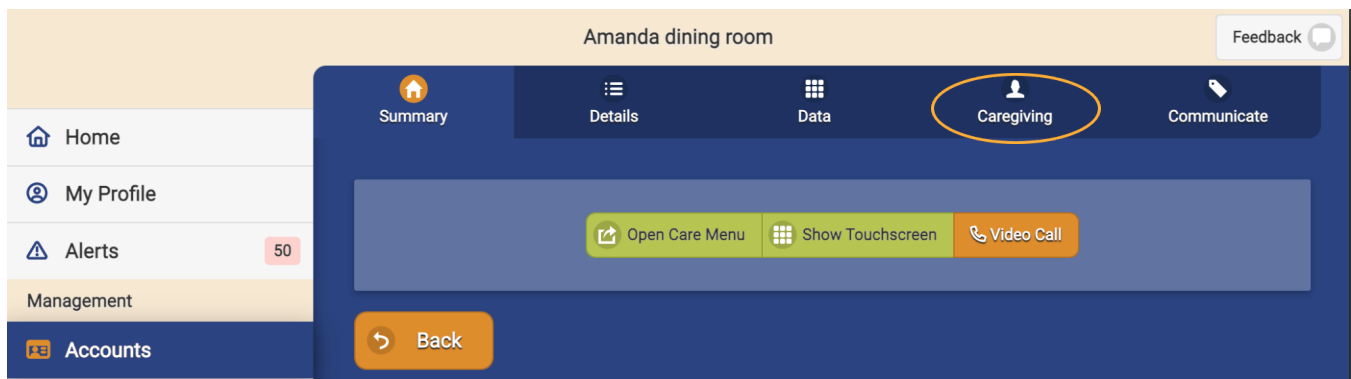 Amanda dining room
Feedback
Summary
Details
Data
Caregiving
Communicate
Home
My Profile
Alerts 50
Management
Accounts
Open Care Menu
Show Touchscreen
Video Call
Back